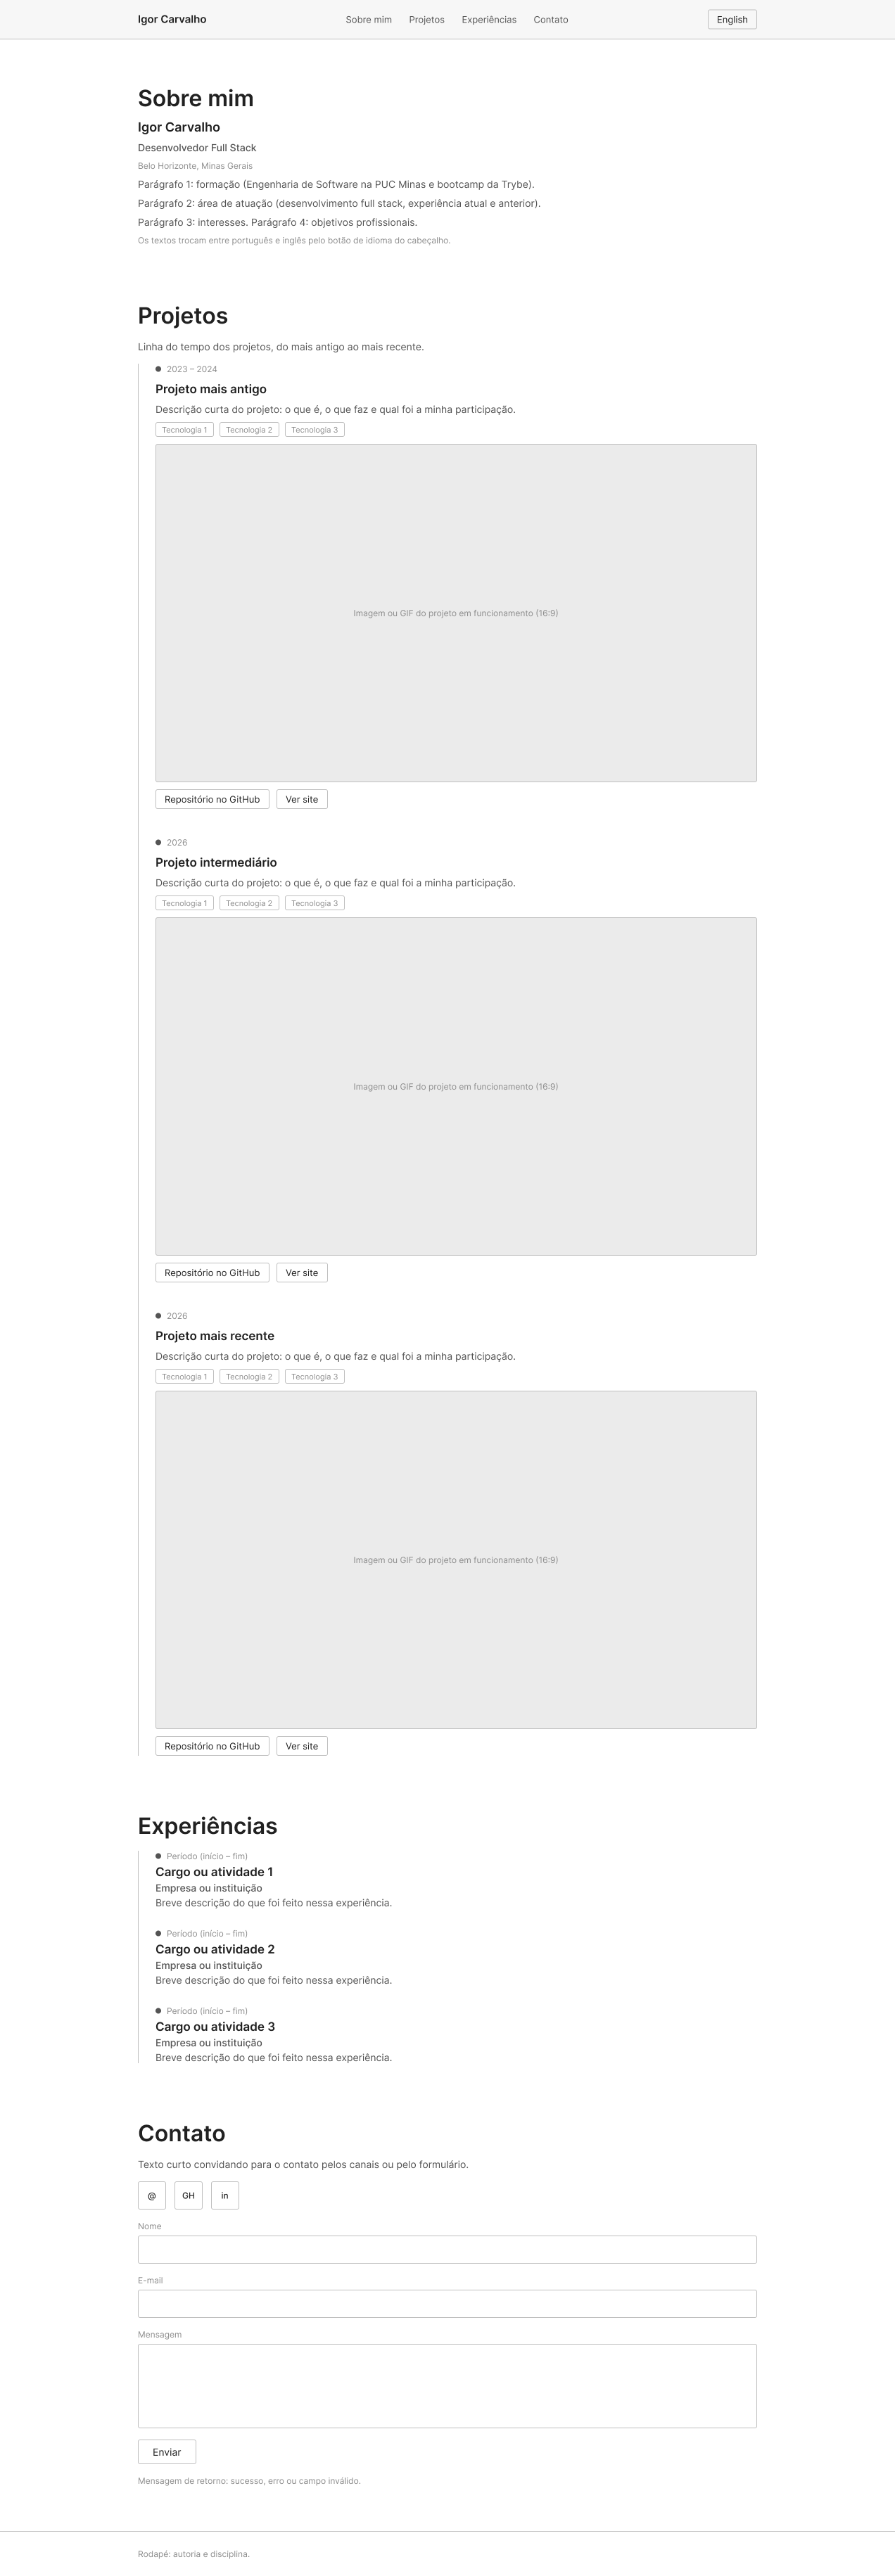 Igor Carvalho
Sobre mim
Projetos
Experiências
Contato
English
Sobre mim
Igor Carvalho
Desenvolvedor Full Stack
Belo Horizonte, Minas Gerais
Parágrafo 1: formação (Engenharia de Software na PUC Minas e bootcamp da Trybe).
Parágrafo 2: área de atuação (desenvolvimento full stack, experiência atual e anterior).
Parágrafo 3: interesses. Parágrafo 4: objetivos profissionais.
Os textos trocam entre português e inglês pelo botão de idioma do cabeçalho.
Projetos
Linha do tempo dos projetos, do mais antigo ao mais recente.
2023 – 2024
Projeto mais antigo
Descrição curta do projeto: o que é, o que faz e qual foi a minha participação.
Tecnologia 1
Tecnologia 2
Tecnologia 3
Imagem ou GIF do projeto em funcionamento (16:9)
Repositório no GitHub
Ver site
2026
Projeto intermediário
Descrição curta do projeto: o que é, o que faz e qual foi a minha participação.
Tecnologia 1
Tecnologia 2
Tecnologia 3
Imagem ou GIF do projeto em funcionamento (16:9)
Repositório no GitHub
Ver site
2026
Projeto mais recente
Descrição curta do projeto: o que é, o que faz e qual foi a minha participação.
Tecnologia 1
Tecnologia 2
Tecnologia 3
Imagem ou GIF do projeto em funcionamento (16:9)
Repositório no GitHub
Ver site
Experiências
Período (início – fim)
Cargo ou atividade 1
Empresa ou instituição
Breve descrição do que foi feito nessa experiência.
Período (início – fim)
Cargo ou atividade 2
Empresa ou instituição
Breve descrição do que foi feito nessa experiência.
Período (início – fim)
Cargo ou atividade 3
Empresa ou instituição
Breve descrição do que foi feito nessa experiência.
Contato
Texto curto convidando para o contato pelos canais ou pelo formulário.
@
GH
in
Nome
E-mail
Mensagem
Enviar
Mensagem de retorno: sucesso, erro ou campo inválido.
Rodapé: autoria e disciplina.